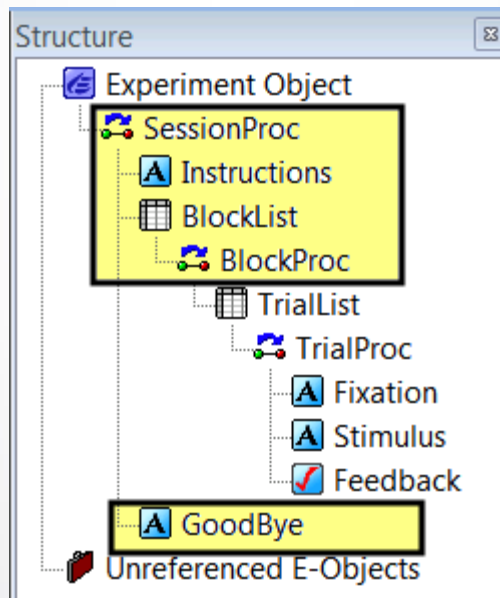 Structure
Experiment Object
SessionProc
A Instructions
BlockList
BlockProc
TrialList
TrialProc
A Fixation
A Stimulus
Feedback
A GoodBye
Unreferenced E-Objects